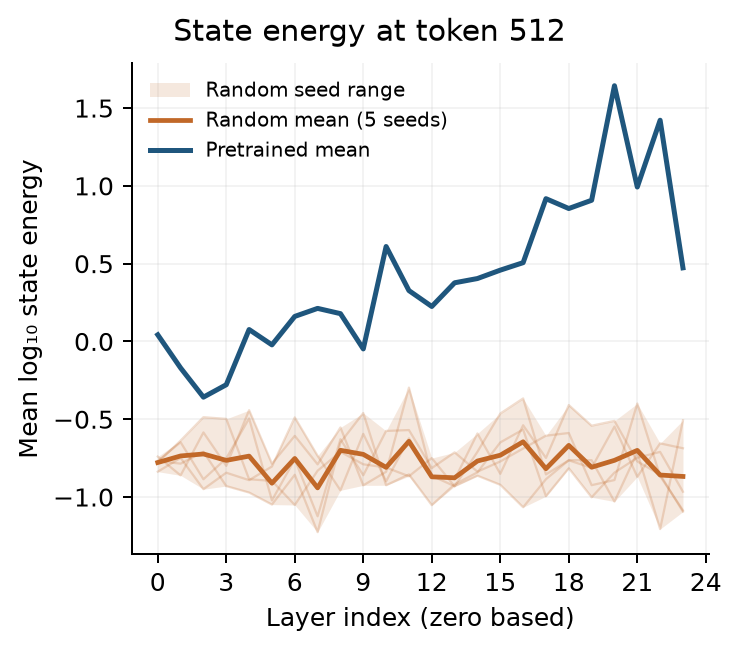 State energy at token 512
Random seed range
Random mean (5 seeds)
Pretrained mean
Mean log₁₀ state energy
1.5
1.0
0.5
0.0
−0.5
−1.0
0 3 6 9 12 15 18 21 24
Layer index (zero based)